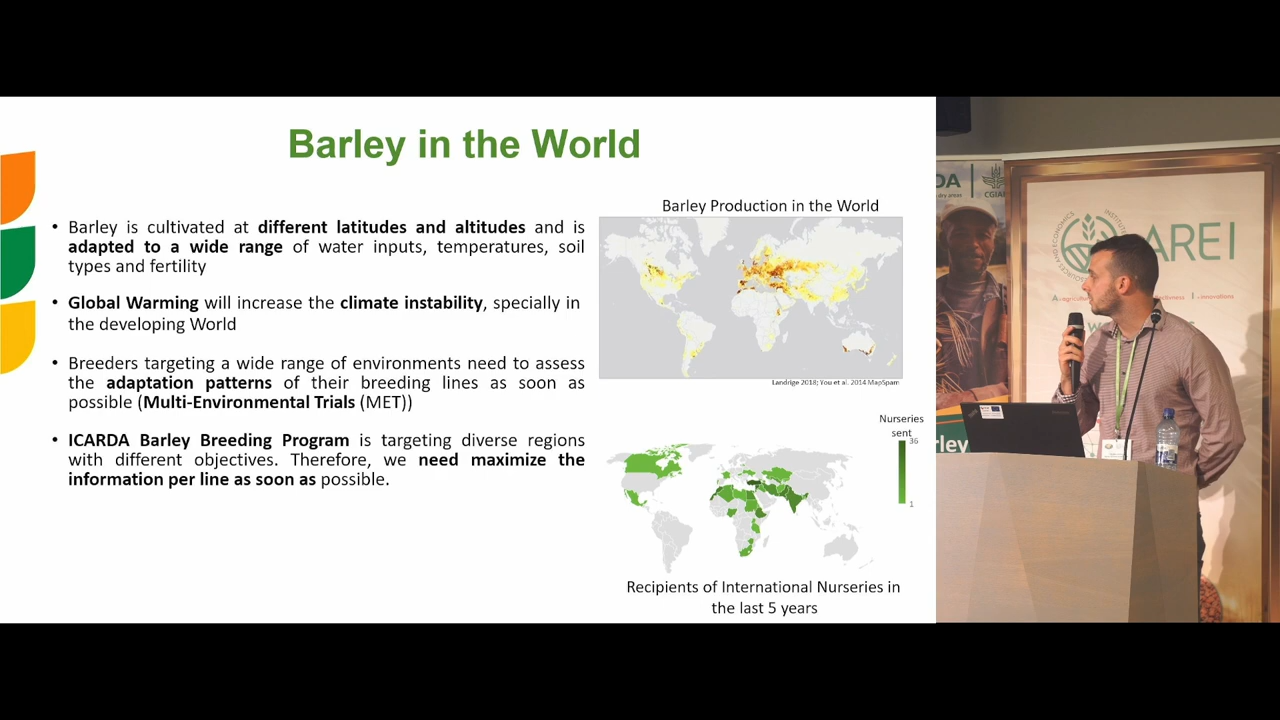 Barley in the World
• Barley is cultivated at different latitudes and altitudes and is
adapted to a wide range of water inputs, temperatures, soil
types and fertility
• Global Warming will increase the climate instability, specially in
the developing World
• Breeders targeting a wide range of environments need to assess
the adaptation patterns of their breeding lines as soon as
possible (Multi-Environmental Trials (MET))
• ICARDA Barley Breeding Program is targeting diverse regions
with different objectives. Therefore, we need maximize the
information per line as soon as possible.
Barley Production in the World
Landrige 2018; You et al. 2014 MapSpam
Nurseries
sent
36
1
Recipients of International Nurseries in
the last 5 years
DA
CGIAR
dry areas
AREI
rley